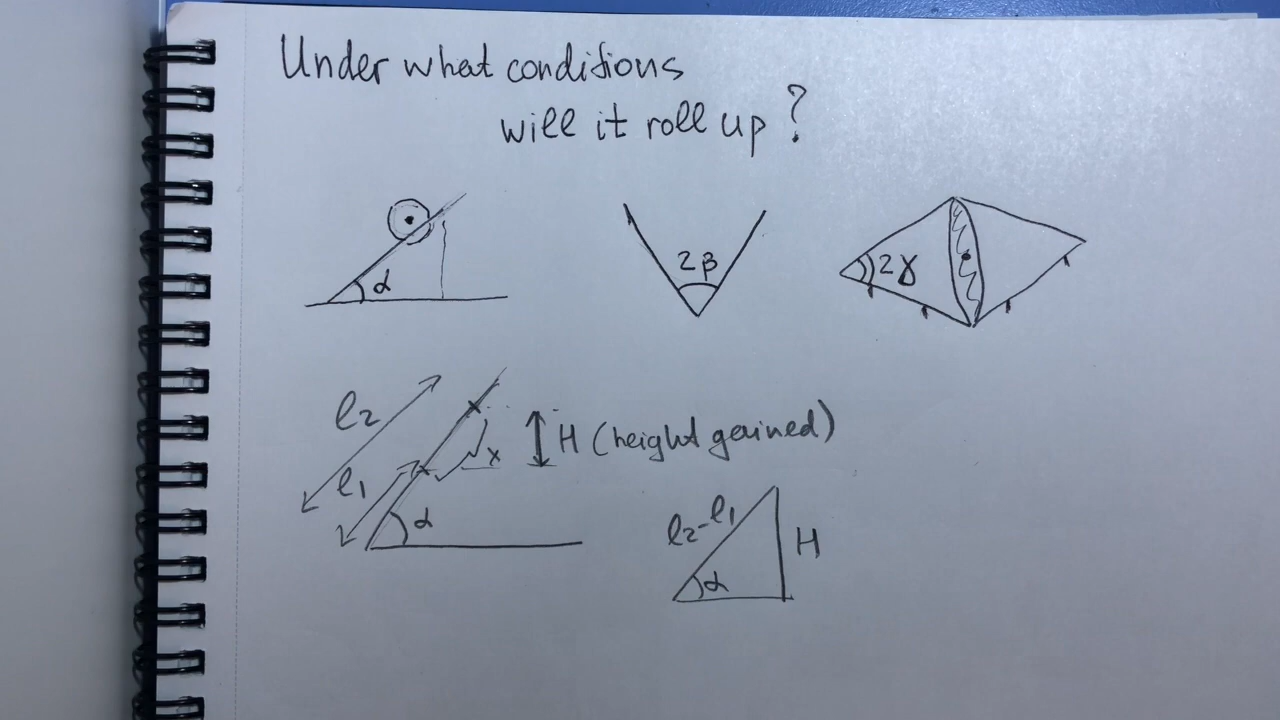 Under what conditions
will it roll up?
α
2β
2γ
l₂
l₁
x
α
H (height gained)
l₂-l₁
α
H